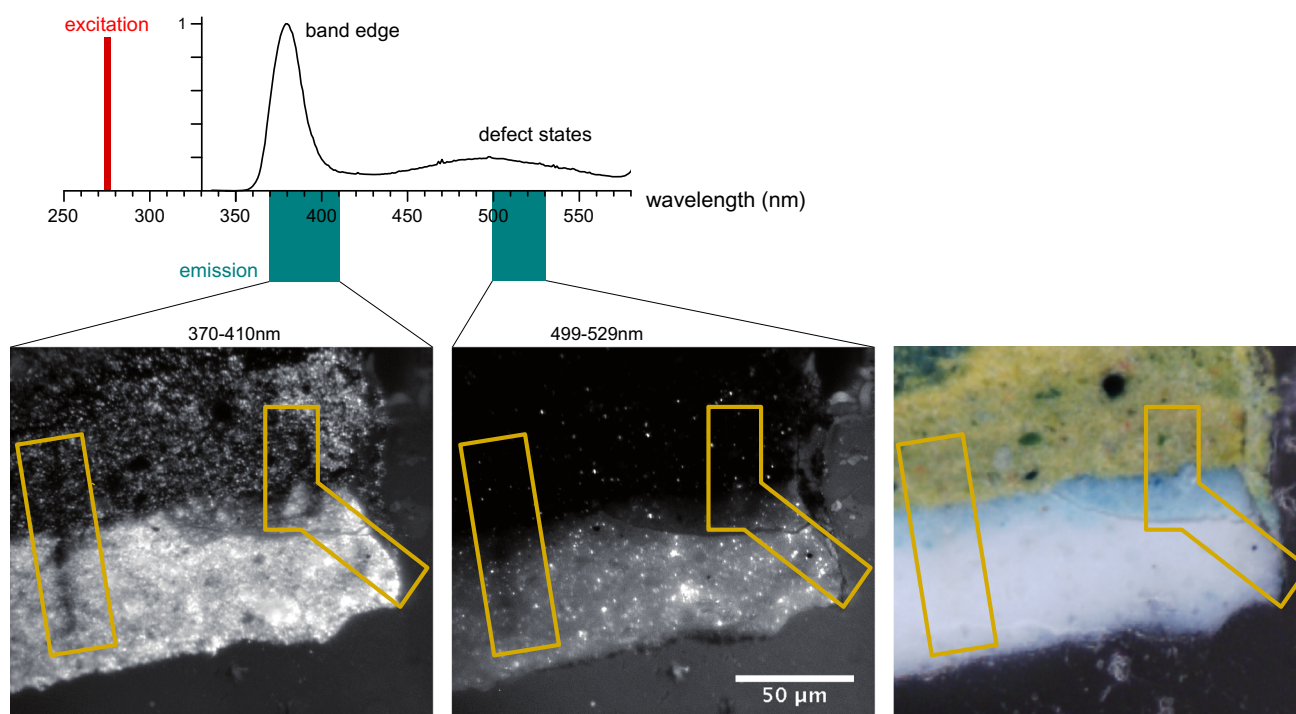 excitation
1
band edge
defect states
250 300 350 400 450 500 550
wavelength (nm)
emission
370-410nm
499-529nm
50 µm